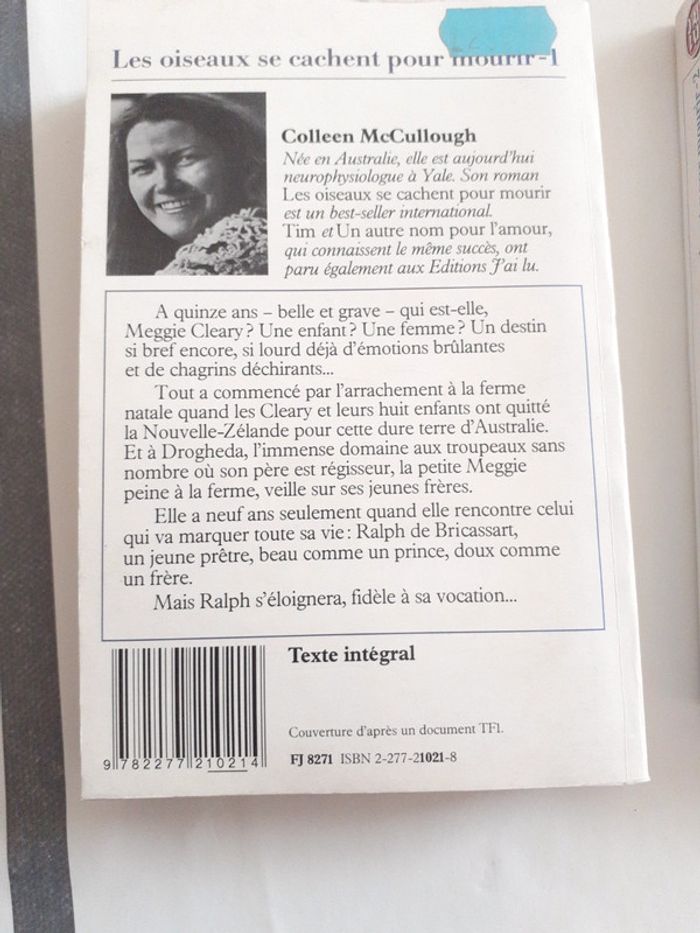 Les oiseaux se cachent pour mourir-1
Colleen McCullough
Née en Australie, elle est aujourd'hui
neurophysiologue à Yale. Son roman
Les oiseaux se cachent pour mourir
est un best-seller international.
Tim et Un autre nom pour l'amour,
qui connaissent le même succès, ont
paru également aux Editions J'ai lu.
A quinze ans – belle et grave – qui est-elle,
Meggie Cleary ? Une enfant ? Une femme ? Un destin
si bref encore, si lourd déjà d'émotions brûlantes
et de chagrins déchirants...
Tout a commencé par l'arrachement à la ferme
natale quand les Cleary et leurs huit enfants ont quitté
la Nouvelle-Zélande pour cette dure terre d'Australie.
Et à Drogheda, l'immense domaine aux troupeaux sans
nombre où son père est régisseur, la petite Meggie
peine à la ferme, veille sur ses jeunes frères.
Elle a neuf ans seulement quand elle rencontre celui
qui va marquer toute sa vie : Ralph de Bricassart,
un jeune prêtre, beau comme un prince, doux comme
un frère.
Mais Ralph s'éloignera, fidèle à sa vocation...
Texte intégral
Couverture d'après un document TF1.
9 782277 210214
FJ 8271 ISBN 2-277-21021-8